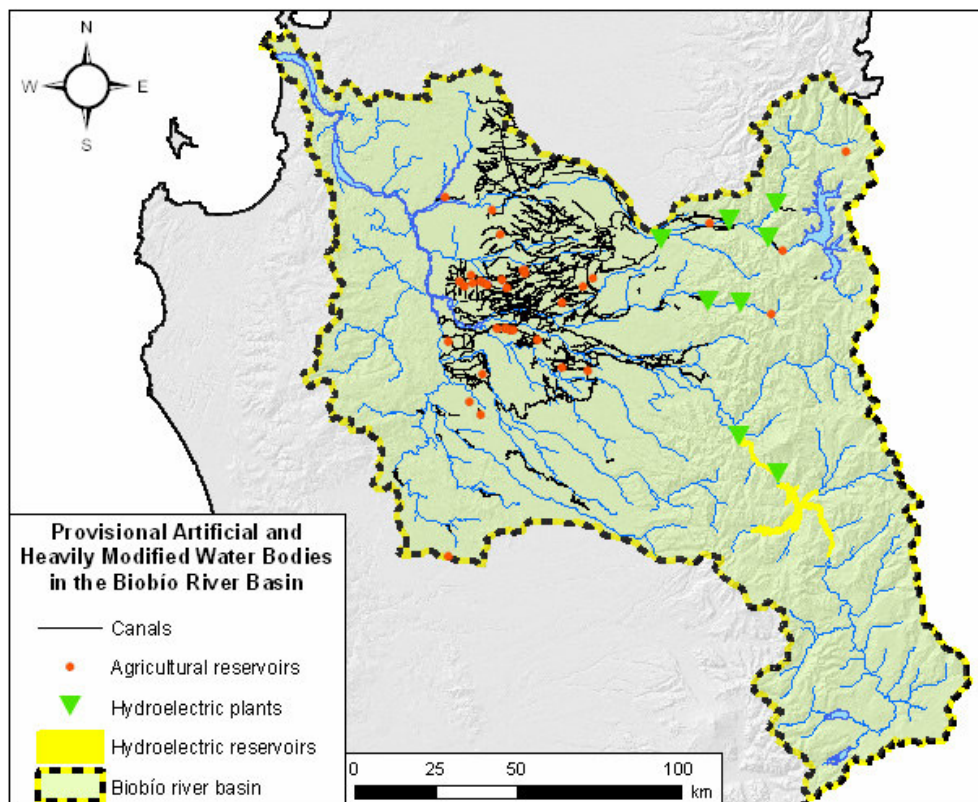 N
W E
S
Provisional Artificial and
Heavily Modified Water Bodies
in the Biobío River Basin
Canals
Agricultural reservoirs
Hydroelectric plants
Hydroelectric reservoirs
Biobío river basin
0 25 50 100
km